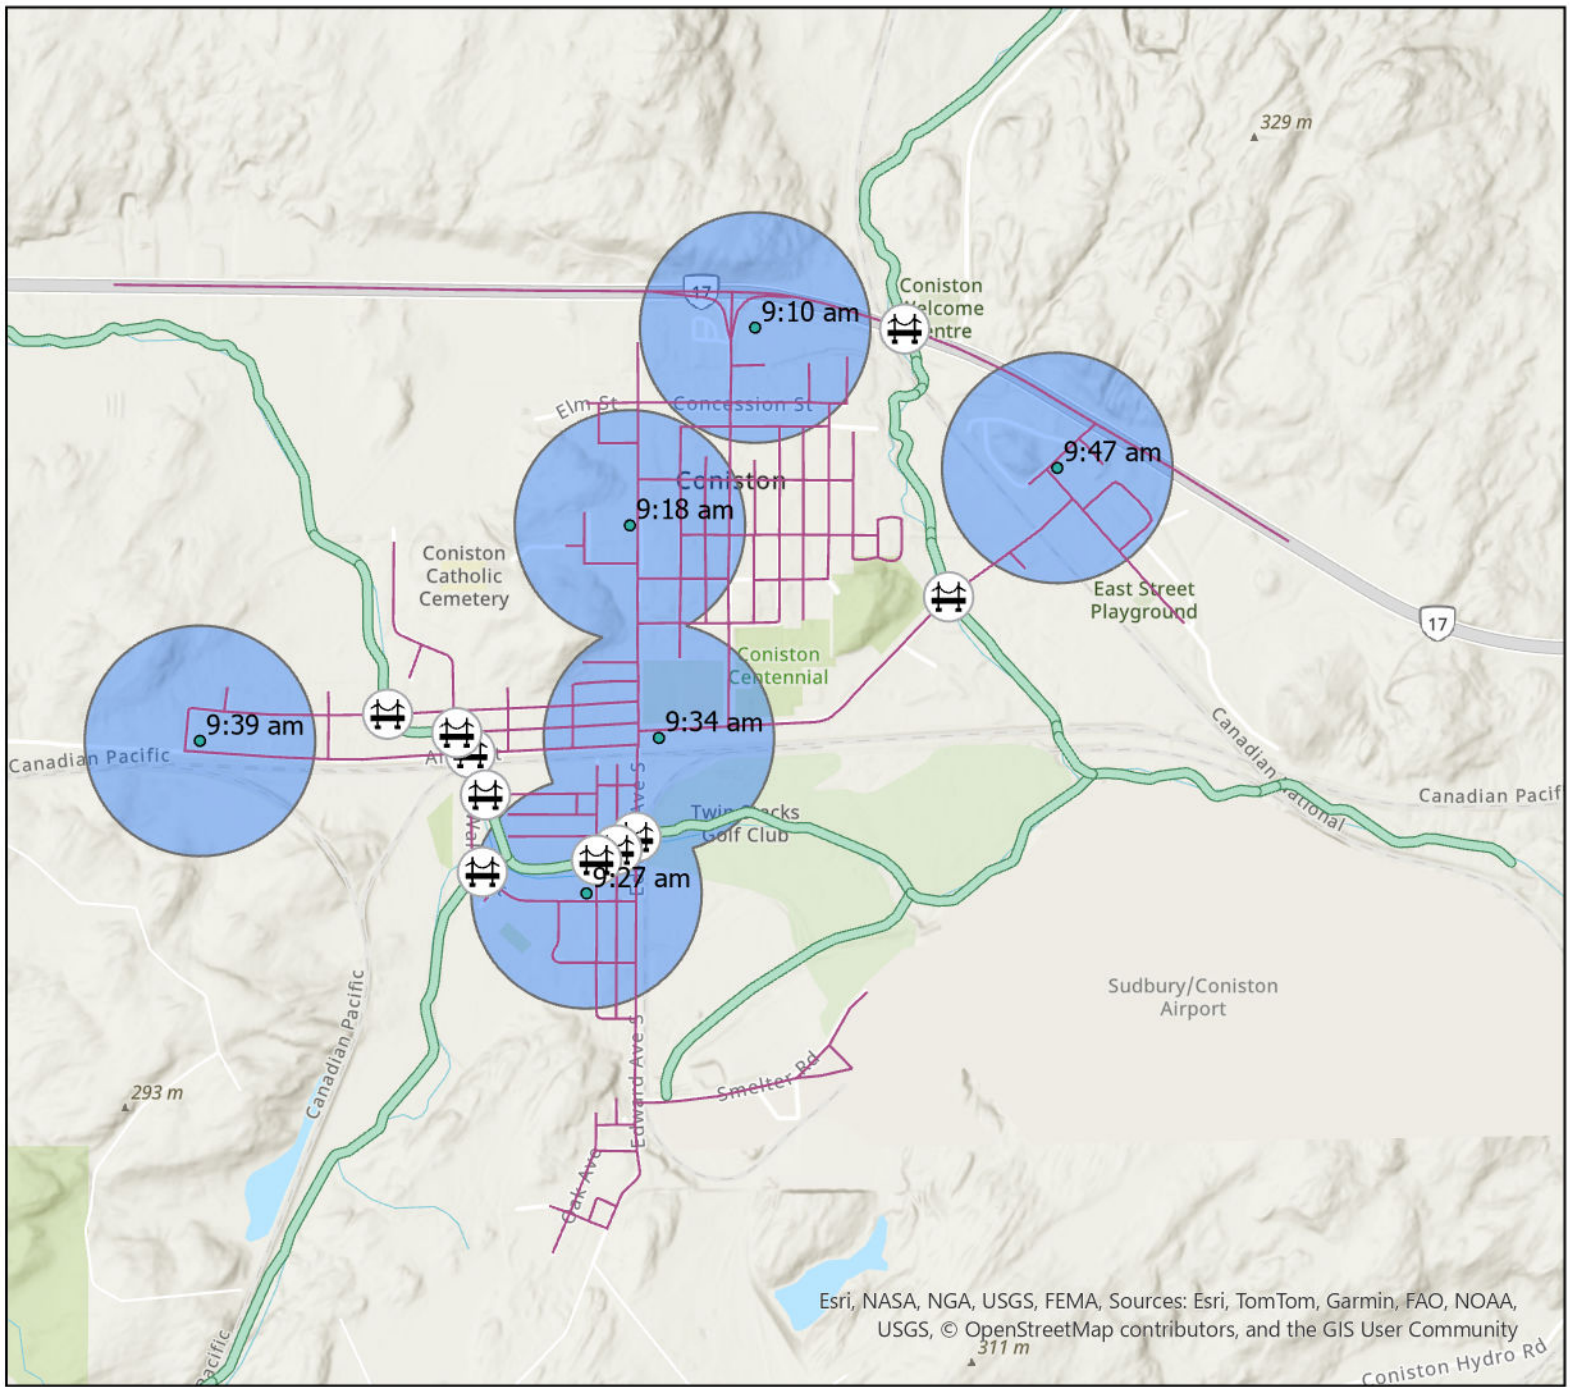 329 m
Coniston
Welcome
Centre
17
9:10 am
Elm St
Concession St
9:47 am
Coniston
9:18 am
Coniston
Catholic
Cemetery
East Street
Playground
17
Coniston
Centennial
9:39 am
9:34 am
Canadian Pacific
Canadian National
Canadian Pacif
Ave S
Twin
Golf Club
9:27 am
Sudbury/Coniston
Airport
Canadian Pacific
Edward Ave S
Smelter Rd
293 m
Oak Ave
Esri, NASA, NGA, USGS, FEMA, Sources: Esri, TomTom, Garmin, FAO, NOAA,
USGS, © OpenStreetMap contributors, and the GIS User Community
311 m
Coniston Hydro Rd
Pacific